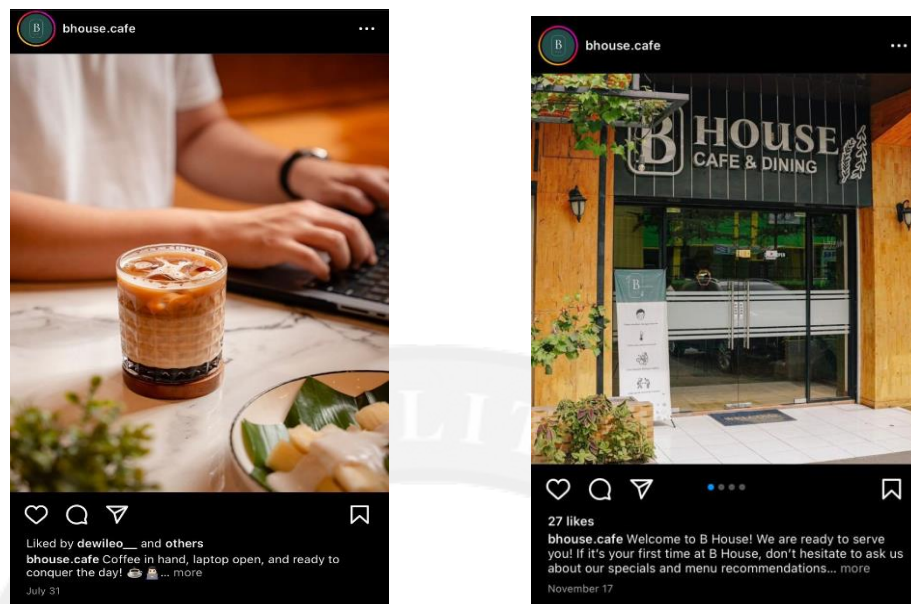 bhouse.cafe
Liked by dewileo__ and others
bhouse.cafe Coffee in hand, laptop open, and ready to
conquer the day! ☕👩🏻‍💻... more
July 31
bhouse.cafe
B HOUSE
CAFE & DINING
27 likes
bhouse.cafe Welcome to B House! We are ready to serve
you! If it's your first time at B House, don't hesitate to ask us
about our specials and menu recommendations... more
November 17